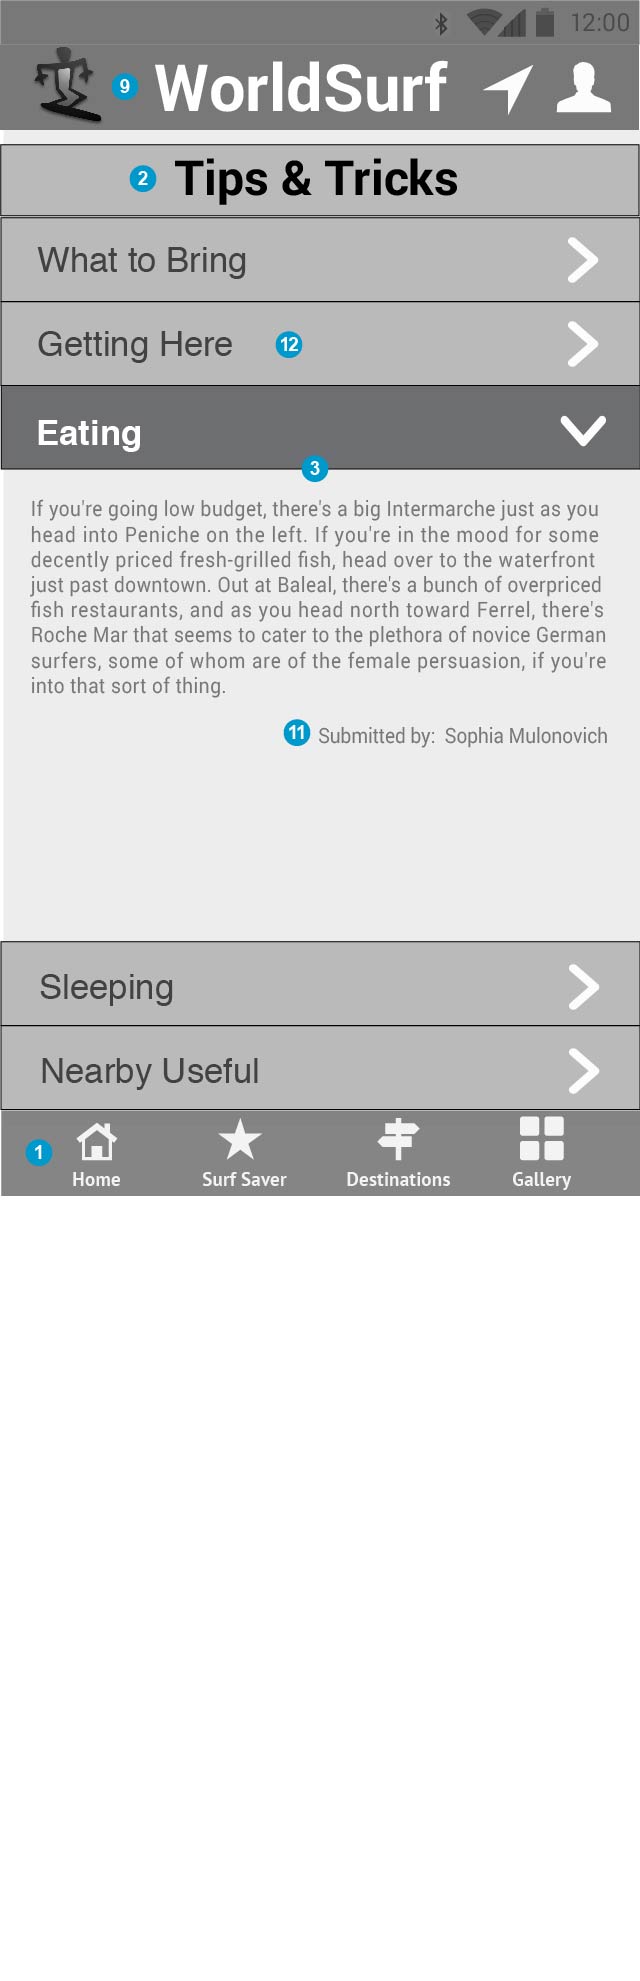 12:00
9 WorldSurf
2 Tips & Tricks
What to Bring
Getting Here 12
Eating
3
If you're going low budget, there's a big Intermarche just as you
head into Peniche on the left. If you're in the mood for some
decently priced fresh-grilled fish, head over to the waterfront
just past downtown. Out at Baleal, there's a bunch of overpriced
fish restaurants, and as you head north toward Ferrel, there's
Roche Mar that seems to cater to the plethora of novice German
surfers, some of whom are of the female persuasion, if you're
into that sort of thing.
11 Submitted by: Sophia Mulonovich
Sleeping
Nearby Useful
1
Home Surf Saver Destinations Gallery